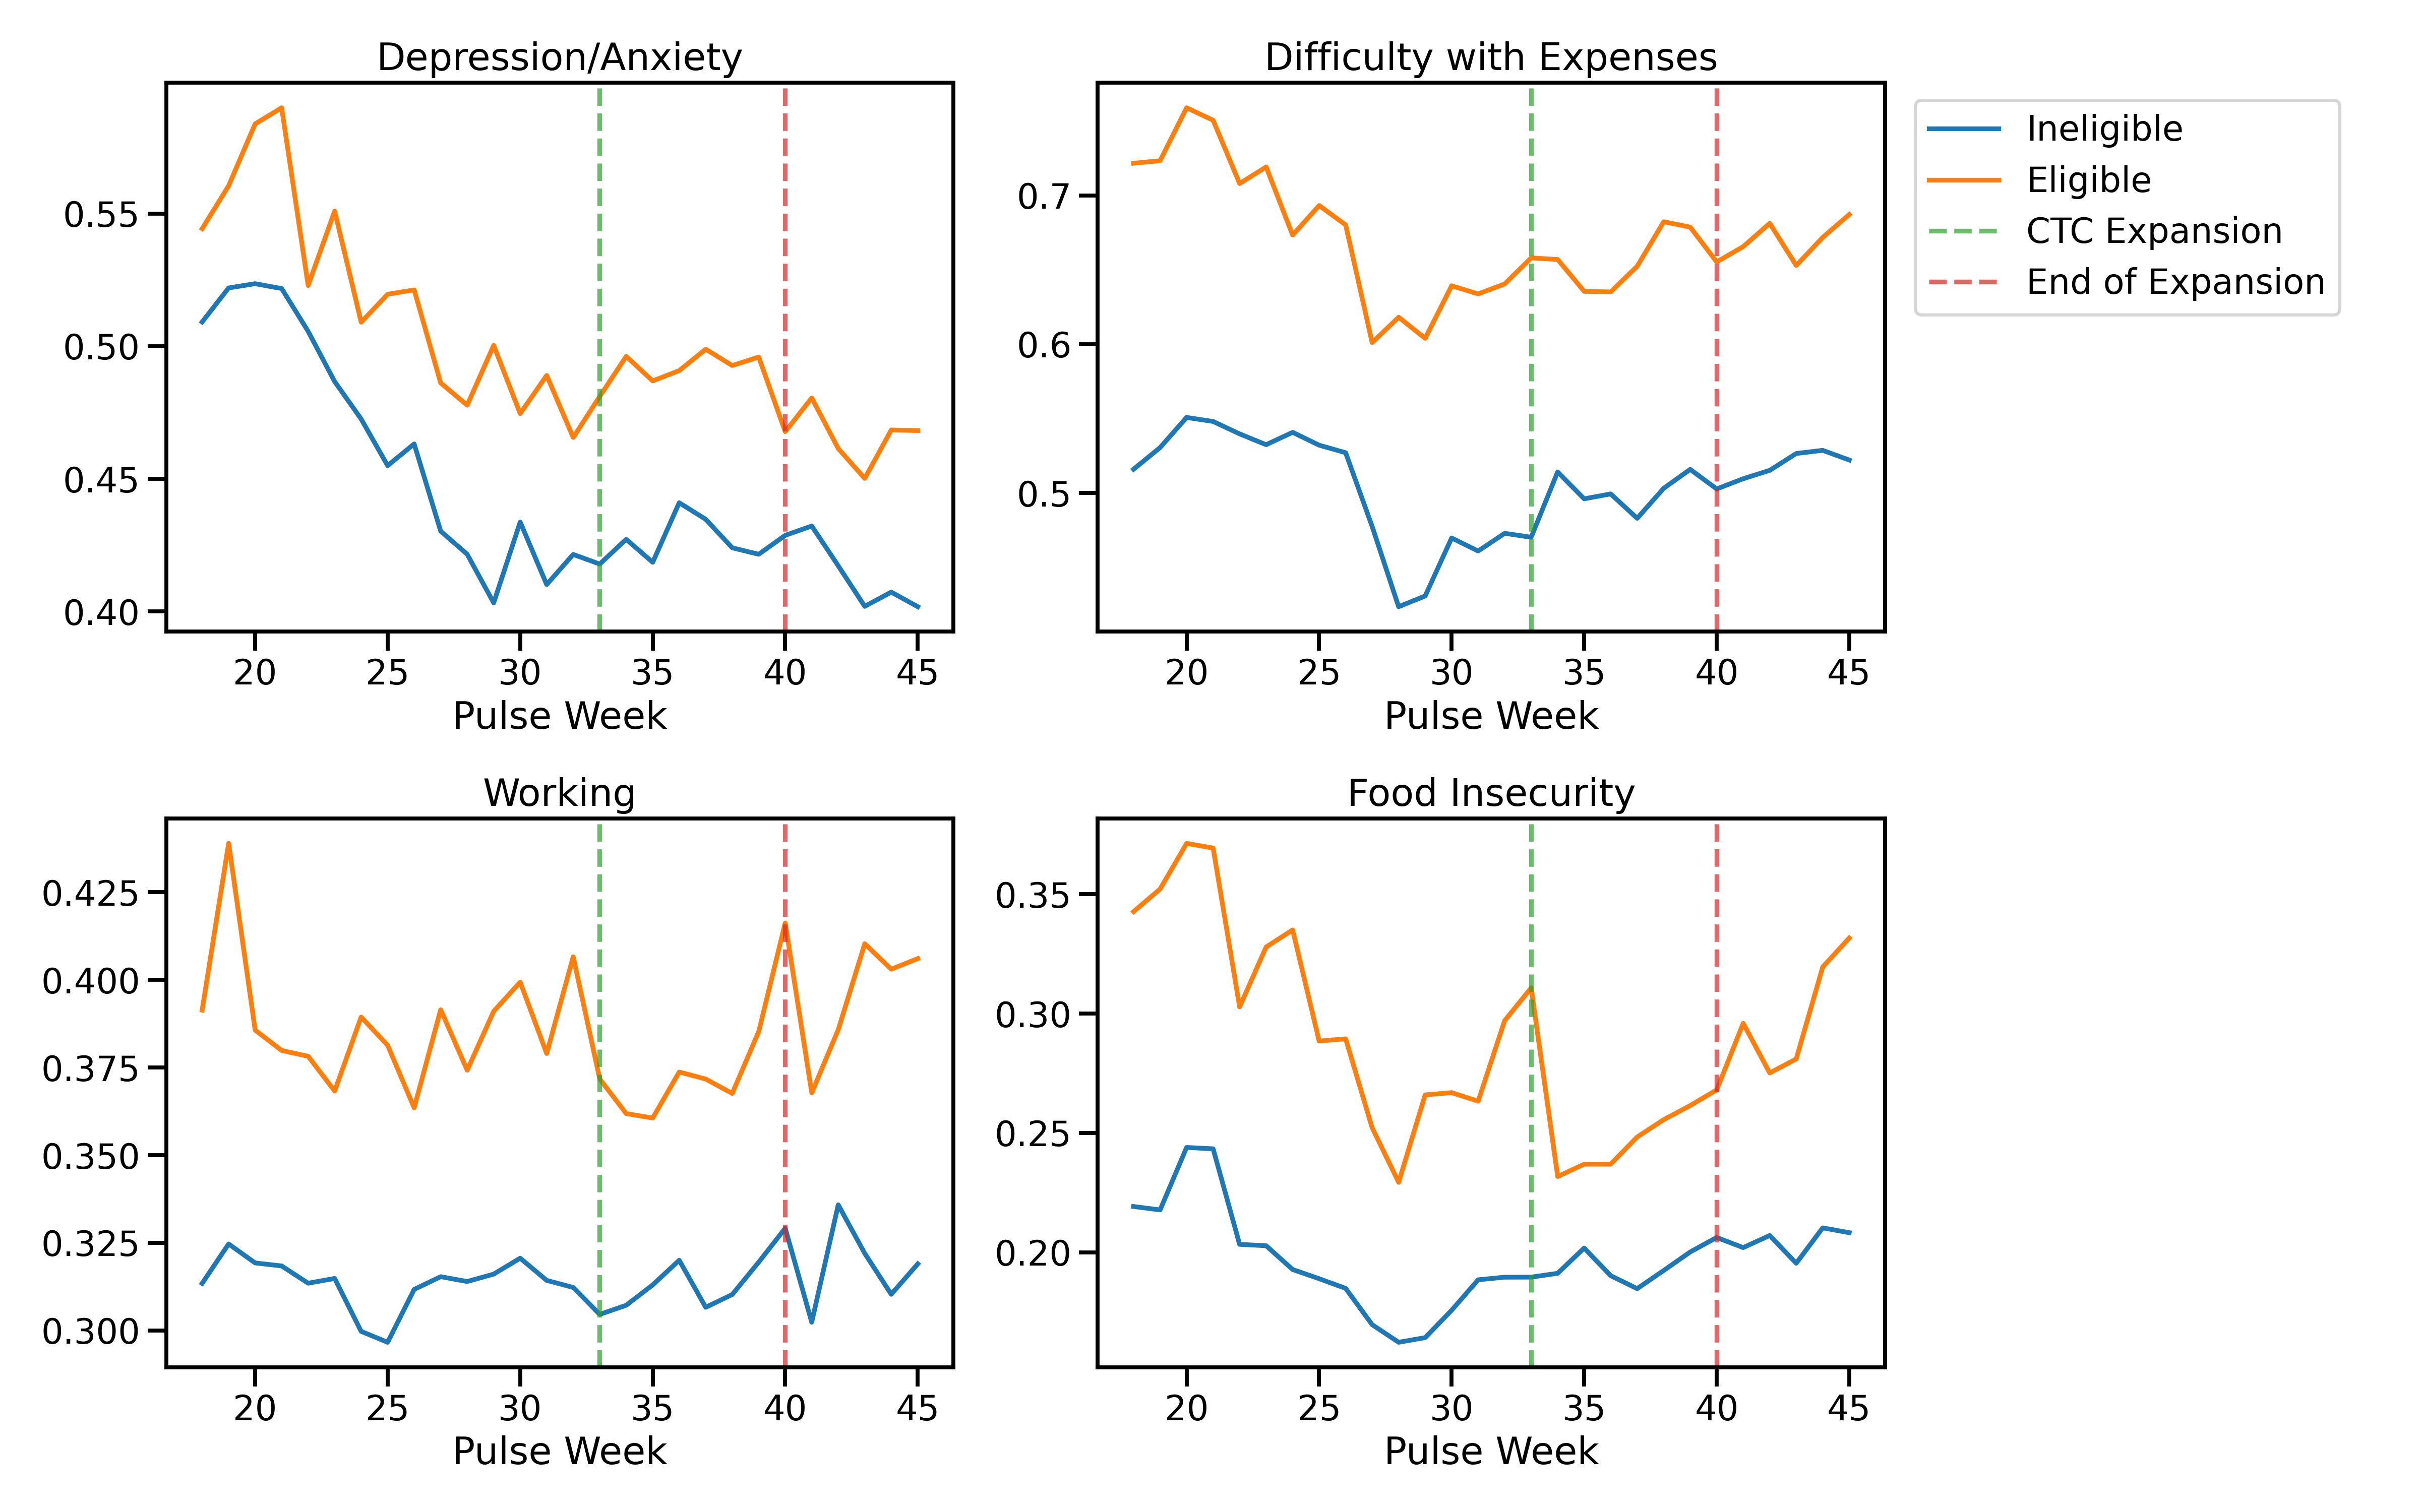 Depression/Anxiety
0.55
0.50
0.45
0.40
20 25 30 35 40 45
Pulse Week
Difficulty with Expenses
0.7
0.6
0.5
20 25 30 35 40 45
Pulse Week
Ineligible
Eligible
CTC Expansion
End of Expansion
Working
0.425
0.400
0.375
0.350
0.325
0.300
20 25 30 35 40 45
Pulse Week
Food Insecurity
0.35
0.30
0.25
0.20
20 25 30 35 40 45
Pulse Week